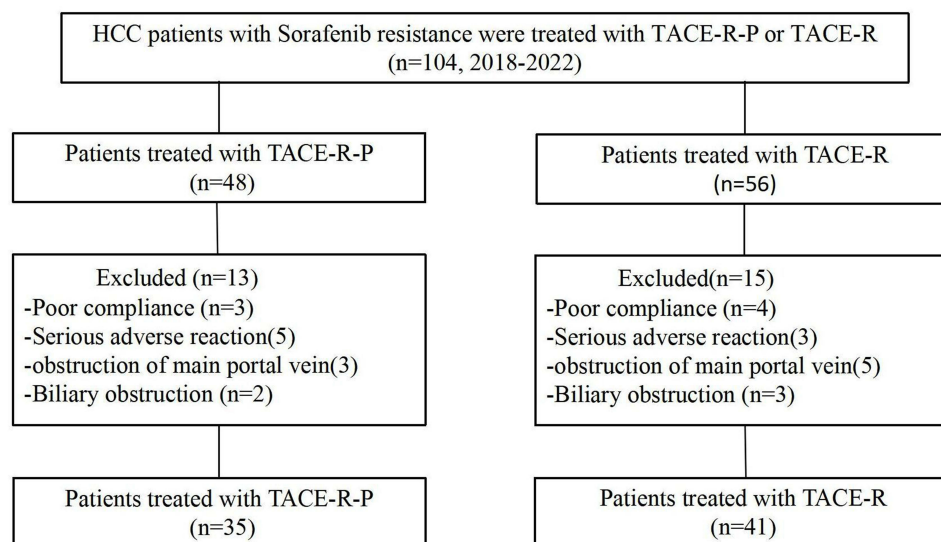 HCC patients with Sorafenib resistance were treated with TACE-R-P or TACE-R
(n=104, 2018-2022)
Patients treated with TACE-R-P
(n=48)
Patients treated with TACE-R
(n=56)
Excluded (n=13)
-Poor compliance (n=3)
-Serious adverse reaction(5)
-obstruction of main portal vein(3)
-Biliary obstruction (n=2)
Excluded(n=15)
-Poor compliance (n=4)
-Serious adverse reaction(3)
-obstruction of main portal vein(5)
-Biliary obstruction (n=3)
Patients treated with TACE-R-P
(n=35)
Patients treated with TACE-R
(n=41)